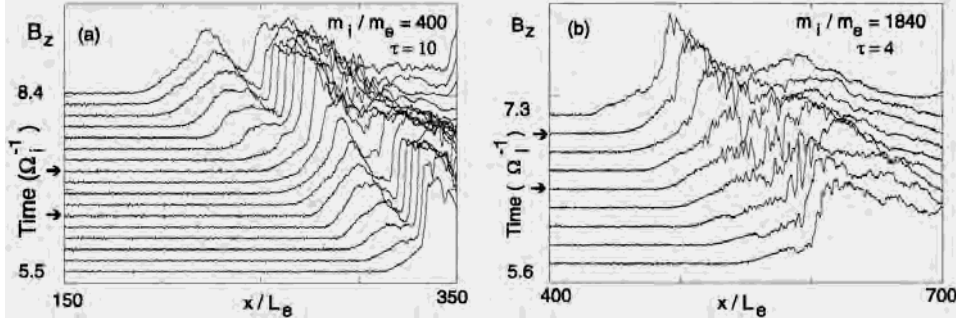 B_z (a) m_i / m_e = 400
τ = 10
8.4
Time (Ω_i^-1)
5.5
150 x / L_e 350
B_z (b) m_i / m_e = 1840
τ = 4
7.3
Time ( Ω_i^-1 )
5.6
400 x / L_e 700